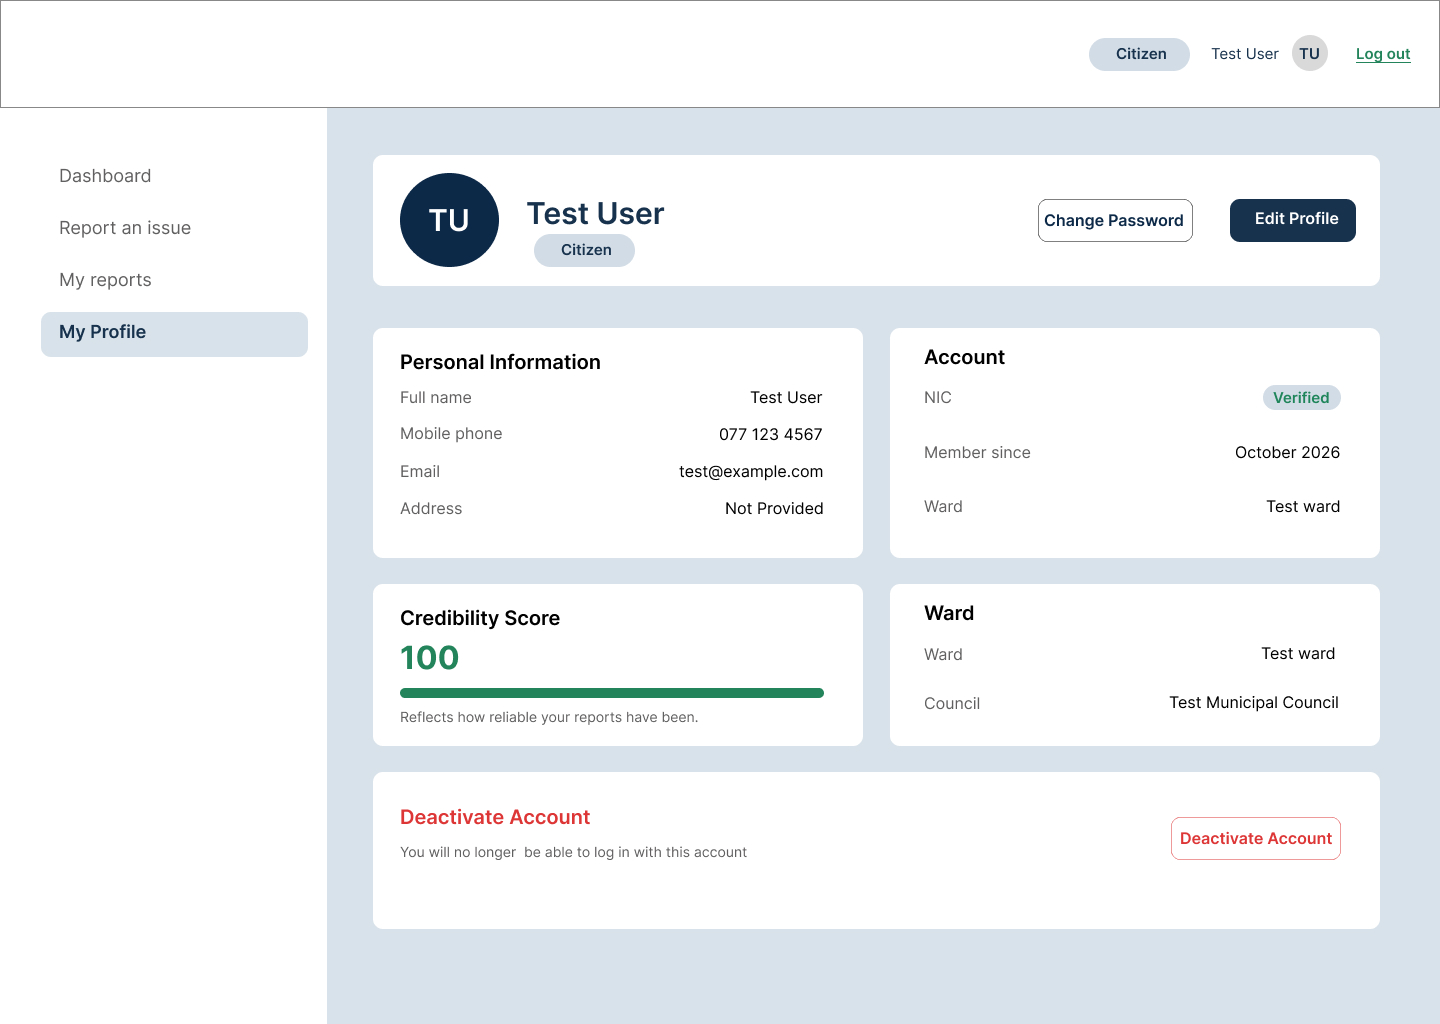 Citizen Test User TU Log out
Dashboard
Report an issue
My reports
My Profile
TU
Test User
Citizen
Change Password
Edit Profile
Personal Information
Full name Test User
Mobile phone 077 123 4567
Email test@example.com
Address Not Provided
Account
NIC Verified
Member since October 2026
Ward Test ward
Credibility Score
100
Reflects how reliable your reports have been.
Ward
Ward Test ward
Council Test Municipal Council
Deactivate Account
You will no longer  be able to log in with this account
Deactivate Account